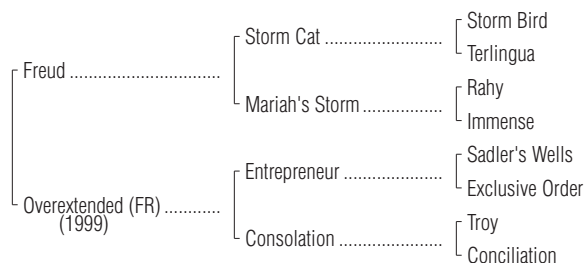 Storm Bird
Storm Cat ........................
Terlingua
Freud ...............................
Rahy
Mariah's Storm .................
Immense
Sadler's Wells
Entrepreneur .....................
Exclusive Order
Overextended (FR) ............
(1999)
Troy
Consolation ......................
Conciliation